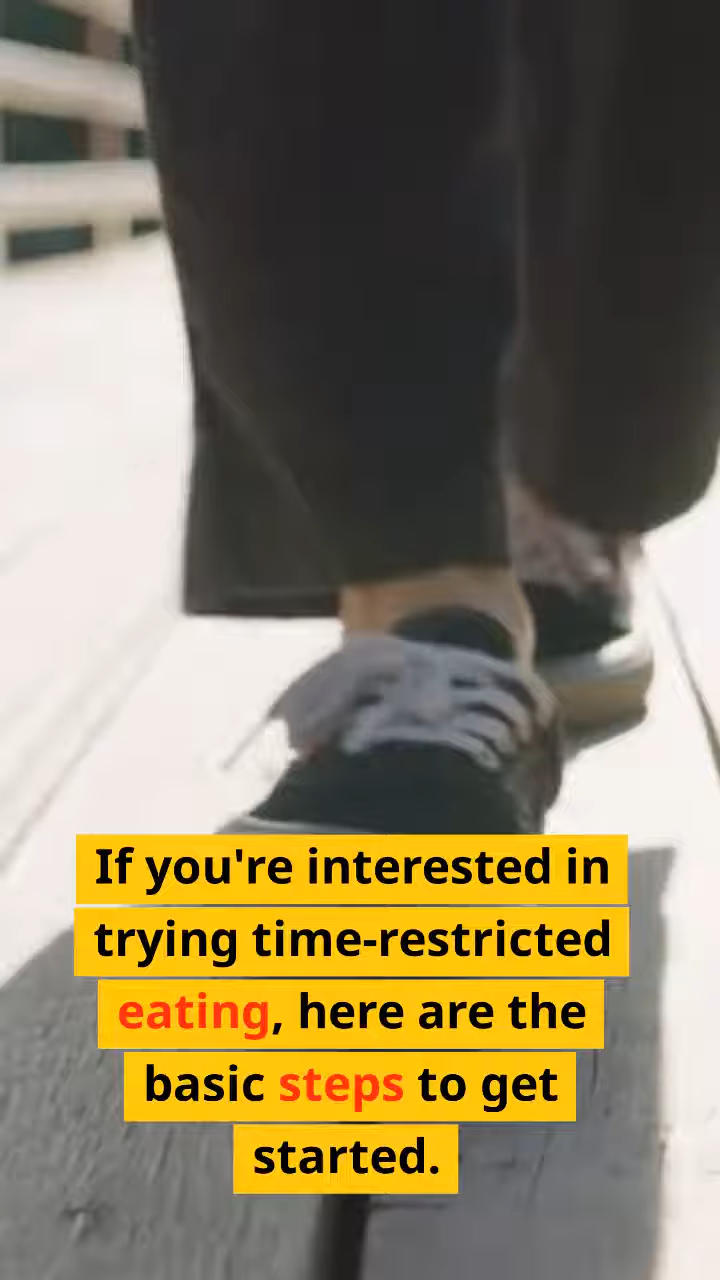 If you're interested in
trying time-restricted
eating, here are the
basic steps to get
started.